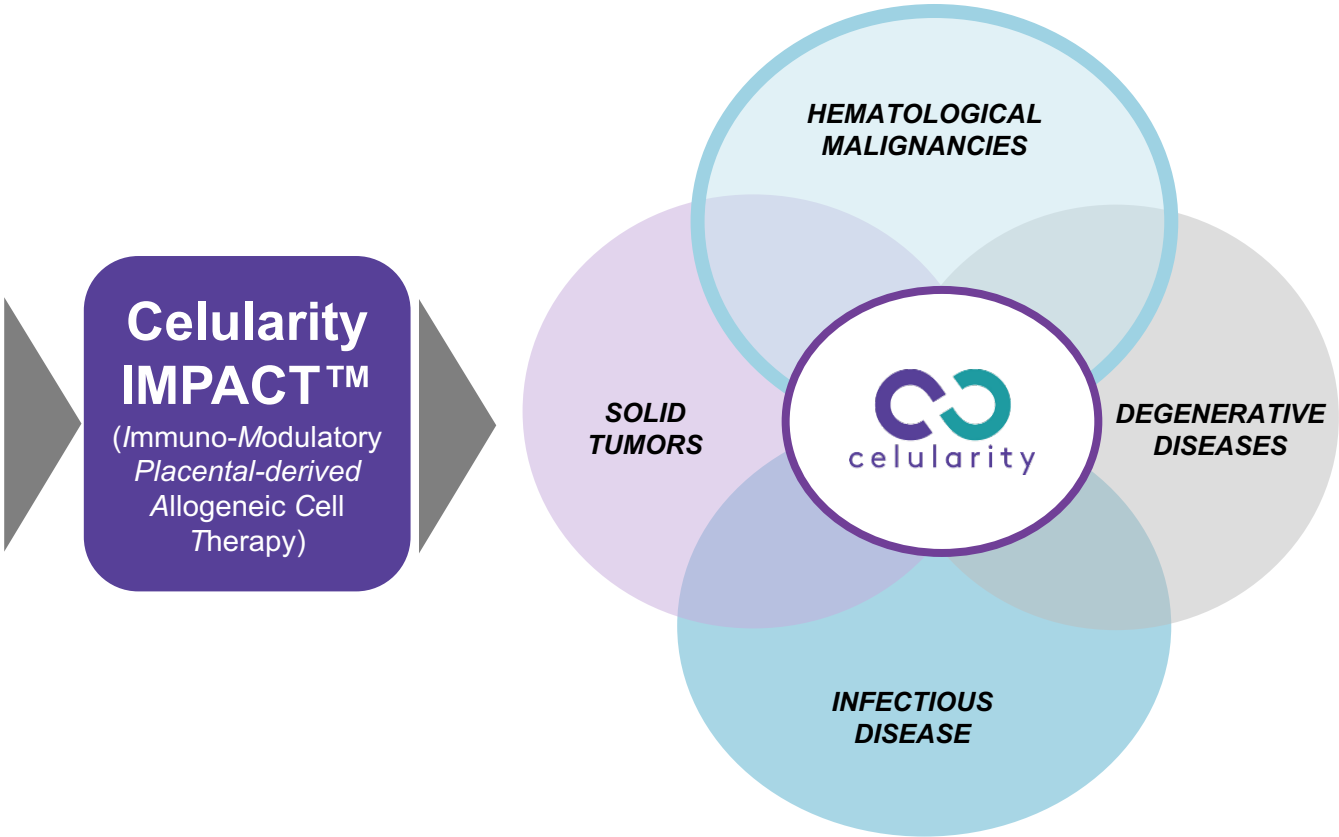 Celularity
IMPACT™
(Immuno-Modulatory
Placental-derived
Allogeneic Cell
Therapy)
HEMATOLOGICAL
MALIGNANCIES
SOLID
TUMORS
celularity
DEGENERATIVE
DISEASES
INFECTIOUS
DISEASE